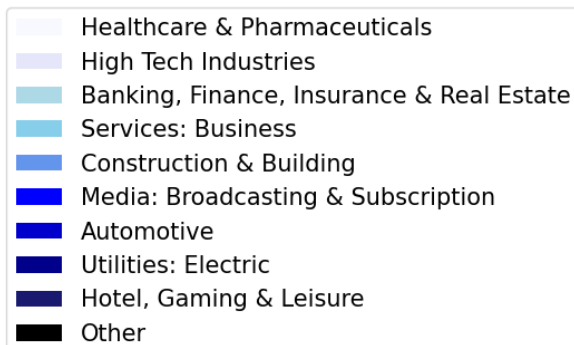 Healthcare & Pharmaceuticals
High Tech Industries
Banking, Finance, Insurance & Real Estate
Services: Business
Construction & Building
Media: Broadcasting & Subscription
Automotive
Utilities: Electric
Hotel, Gaming & Leisure
Other